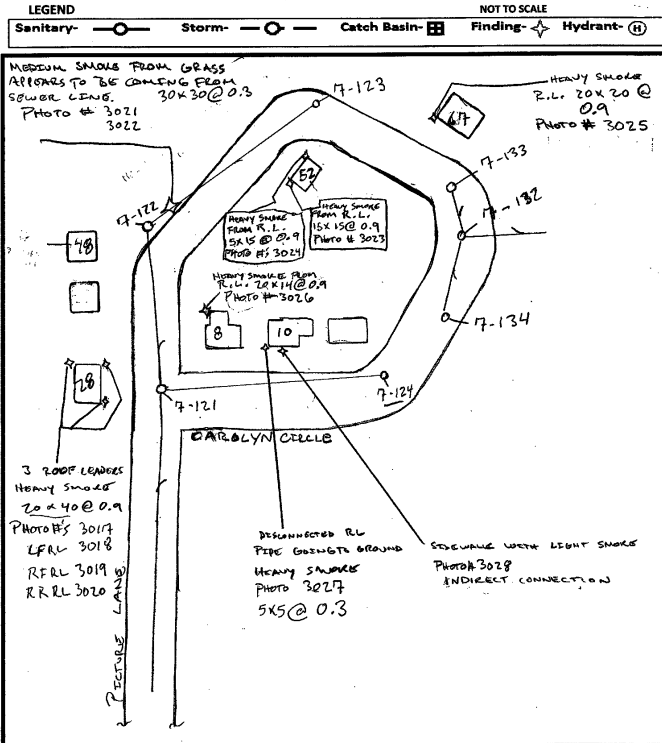 LEGEND
NOT TO SCALE
Sanitary- Storm- Catch Basin- Finding- Hydrant- H
MEDIUM SMOKE FROM GRASS
APPEARS TO BE COMING FROM
SEWER LINE. 30x30@0.3
PHOTO # 3021
3022
7-123
HEAVY SMOKE
R.L. 20x20 @
0.9
PHOTO # 3025
67
7-133
7-132
52
7-122
HEAVY SMOKE
FROM R.L.
5x15 @ 0.9
PHOTO #'s 3024
HEAVY SMOKE
FROM R.L.
15x15@ 0.9
PHOTO # 3023
48
HEAVY SMOKE FROM
R.L. 20x14@0.9
PHOTO # 3026
8
10
7-134
28
7-121
7-124
CAROLYN CIRCLE
3 ROOF LEADERS
HEAVY SMOKE
20 x 40 @ 0.9
PHOTO #'s 3017
LFRL 3018
RFRL 3019
RRRL 3020
DISCONNECTED RL
PIPE GOING TO GROUND
HEAVY SMOKE
PHOTO 3027
5x5@ 0.3
SIDEWALK WITH LIGHT SMOKE
PHOTO# 3028
INDIRECT CONNECTION
PICTURE LANE